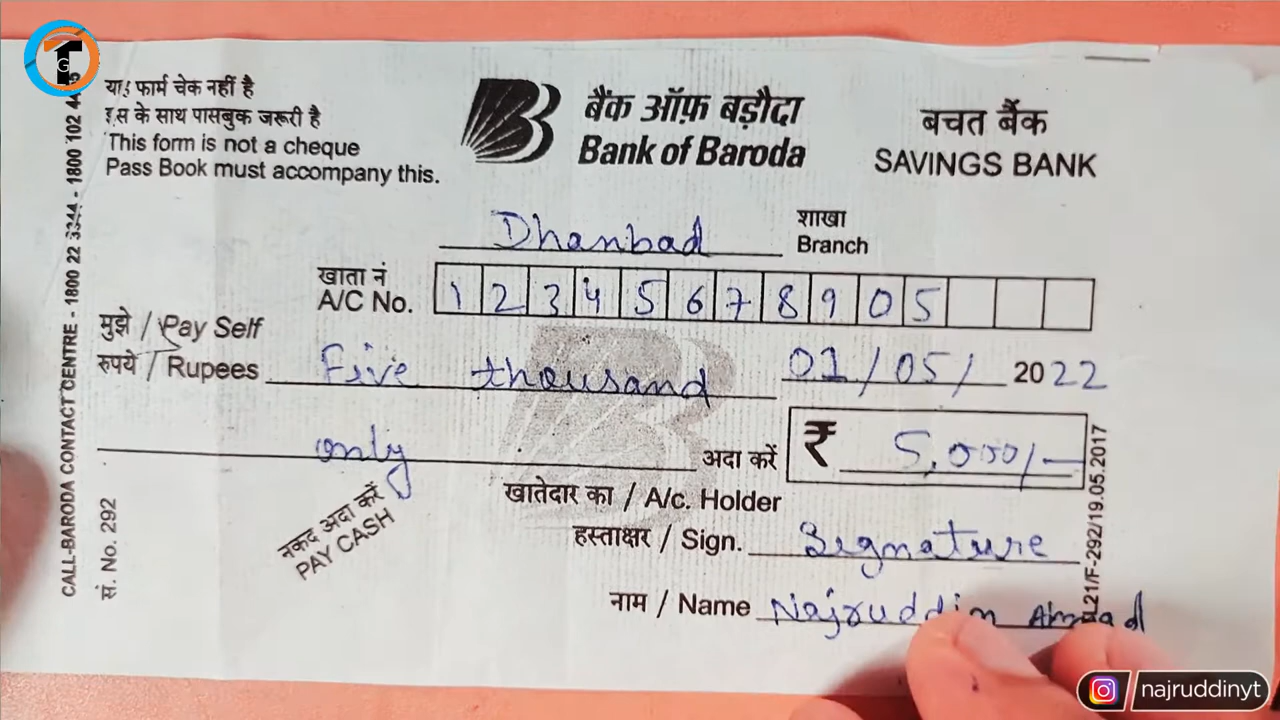 याह फार्म चेक नहीं है
इस के साथ पासबुक जरूरी है
This form is not a cheque
Pass Book must accompany this.
बैंक ऑफ़ बड़ौदा
Bank of Baroda
बचत बैंक
SAVINGS BANK
Dhanbad शाखा
Branch
खाता नं
A/C No. 1 2 3 4 5 6 7 8 9 0 5
मुझे / Pay Self
रुपये / Rupees Five thousand 01/05/ 2022
only अदा करें ₹ 5,000/-
नकद अदा करें
PAY CASH
खातेदार का / A/c. Holder
हस्ताक्षर / Sign. Signature
नाम / Name Najruddin
CALL-BARODA CONTACT CENTRE - 1800 22 3344 - 1800 102
सं. No. 292
21/F-292/19.05.2017
TG
najruddinyt